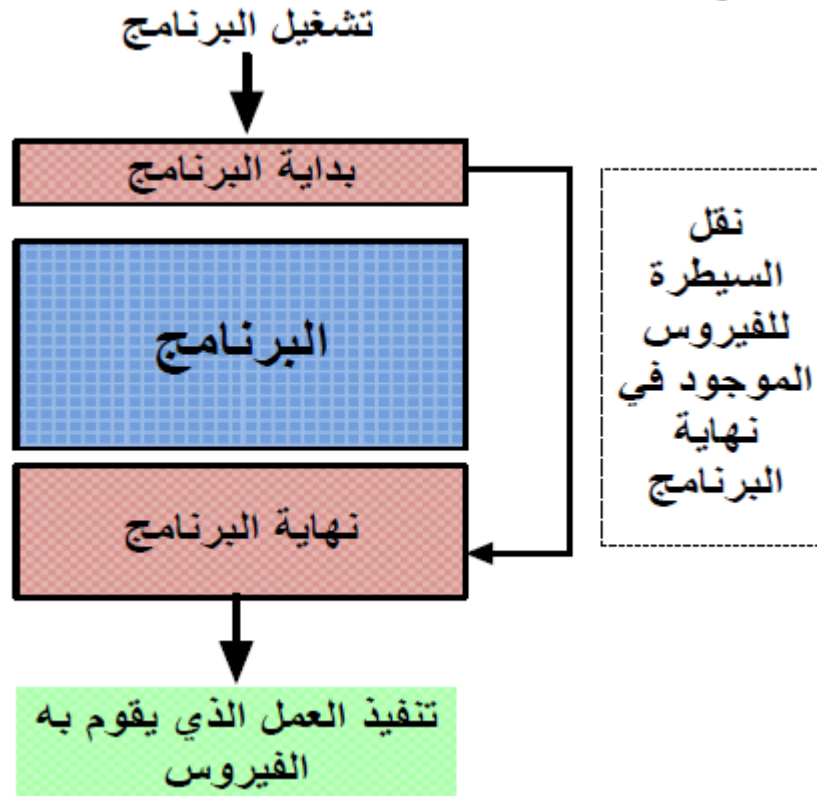 تشغيل البرنامج
بداية البرنامج
البرنامج
نهاية البرنامج
نقل
السيطرة
للفيروس
الموجود في
نهاية
البرنامج
تنفيذ العمل الذي يقوم به
الفيروس